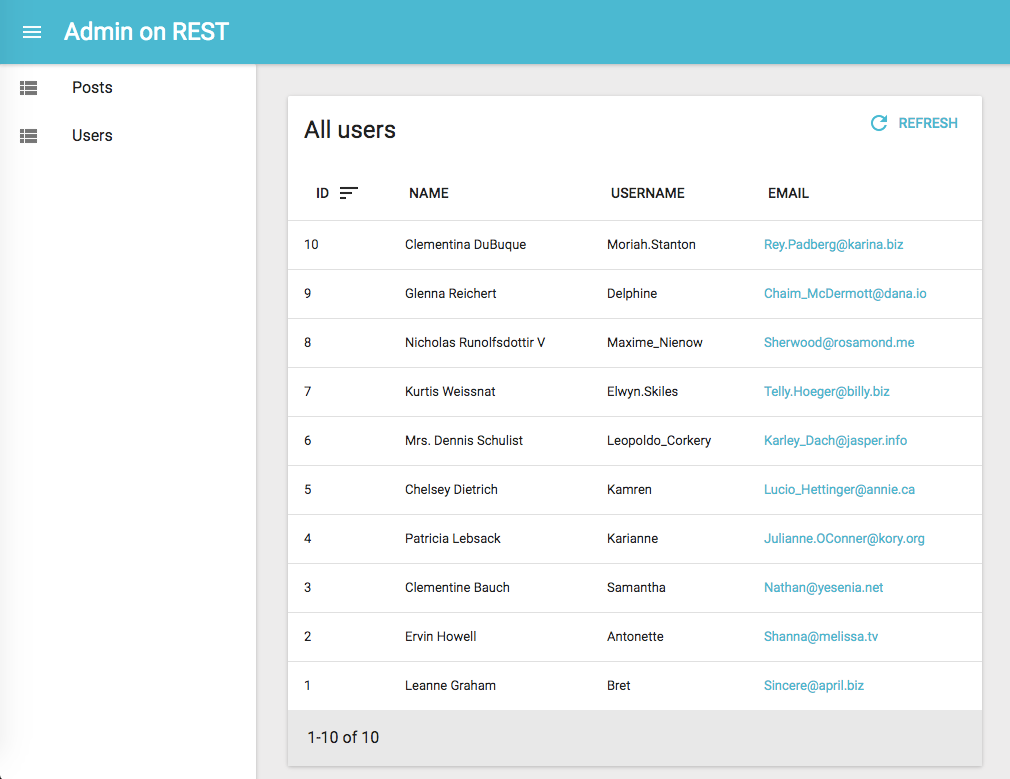 Admin on REST
Posts
Users
All users
REFRESH
ID NAME USERNAME EMAIL
10 Clementina DuBuque Moriah.Stanton Rey.Padberg@karina.biz
9 Glenna Reichert Delphine Chaim_McDermott@dana.io
8 Nicholas Runolfsdottir V Maxime_Nienow Sherwood@rosamond.me
7 Kurtis Weissnat Elwyn.Skiles Telly.Hoeger@billy.biz
6 Mrs. Dennis Schulist Leopoldo_Corkery Karley_Dach@jasper.info
5 Chelsey Dietrich Kamren Lucio_Hettinger@annie.ca
4 Patricia Lebsack Karianne Julianne.OConner@kory.org
3 Clementine Bauch Samantha Nathan@yesenia.net
2 Ervin Howell Antonette Shanna@melissa.tv
1 Leanne Graham Bret Sincere@april.biz
1-10 of 10